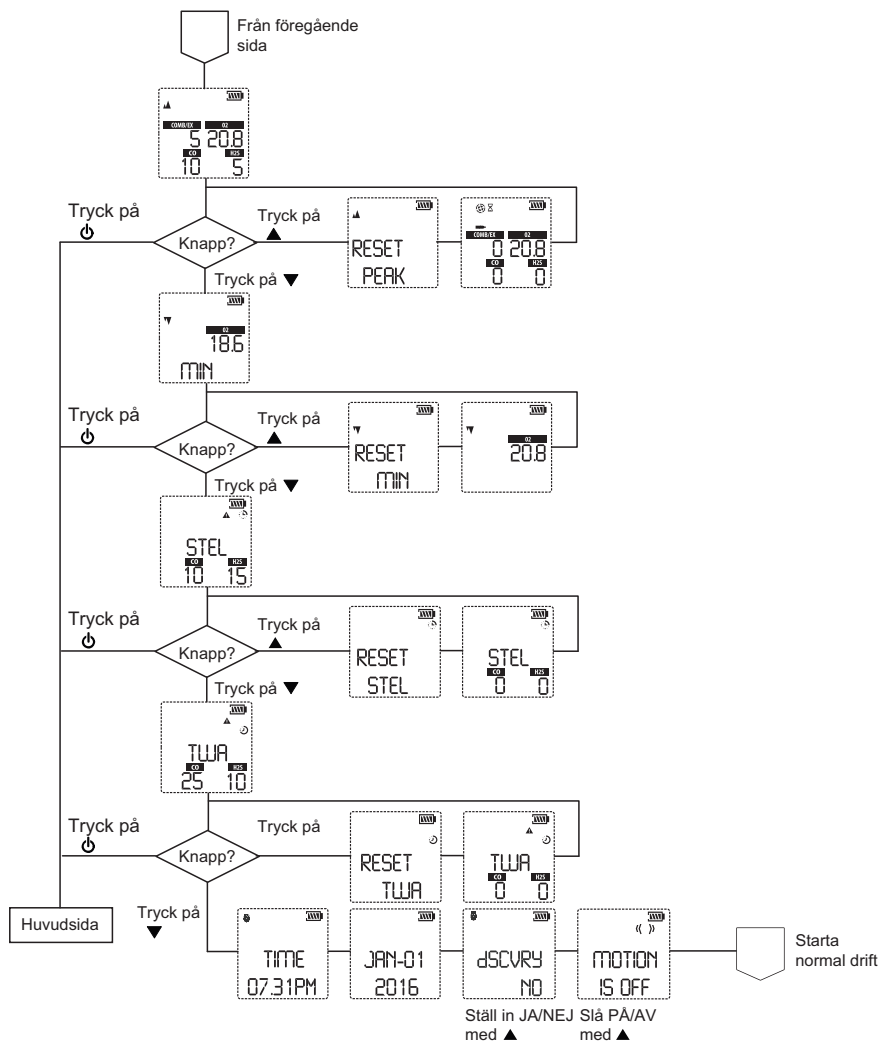 Från föregående
sida
COMB/EX O2
5 20.8
CO H2S
10 5
Tryck på
Knapp?
Tryck på ▲
RESET
PEAK
COMB/EX O2
0 20.8
CO H2S
0 0
Tryck på ▼
O2
18.6
MIN
Tryck på
Knapp?
Tryck på ▲
RESET
MIN
O2
20.8
Tryck på ▼
STEL
CO H2S
10 15
Tryck på
Knapp?
Tryck på ▲
RESET
STEL
STEL
CO H2S
0 0
Tryck på ▼
TWA
CO H2S
25 10
Tryck på
Knapp?
Tryck på
RESET
TWA
TWA
CO H2S
0 0
Huvudsida
Tryck på
▼
TIME
07.31PM
JAN-01
2016
dSCVRY
NO
MOTION
IS OFF
Starta
normal drift
Ställ in JA/NEJ
med ▲
Slå PÅ/AV
med ▲